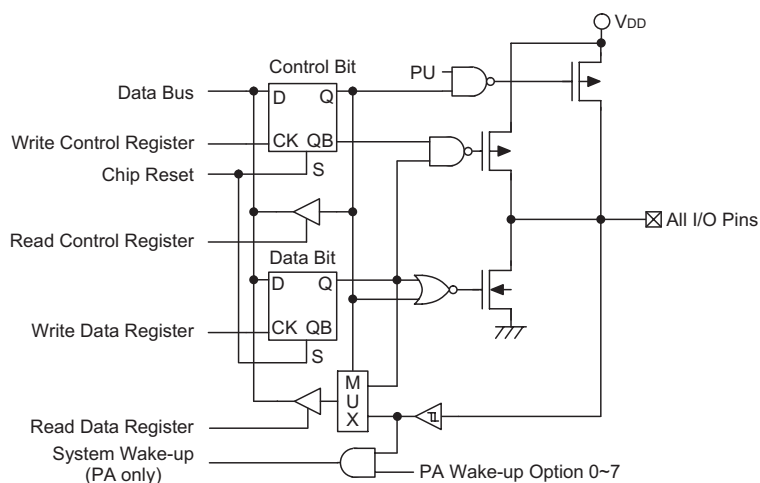 VDD
Control Bit
PU
Data Bus
D Q
Write Control Register
CK QB
Chip Reset
S
All I/O Pins
Read Control Register
Data Bit
D Q
Write Data Register
CK QB
S
M
U
X
Read Data Register
System Wake-up
(PA only)
PA Wake-up Option 0~7